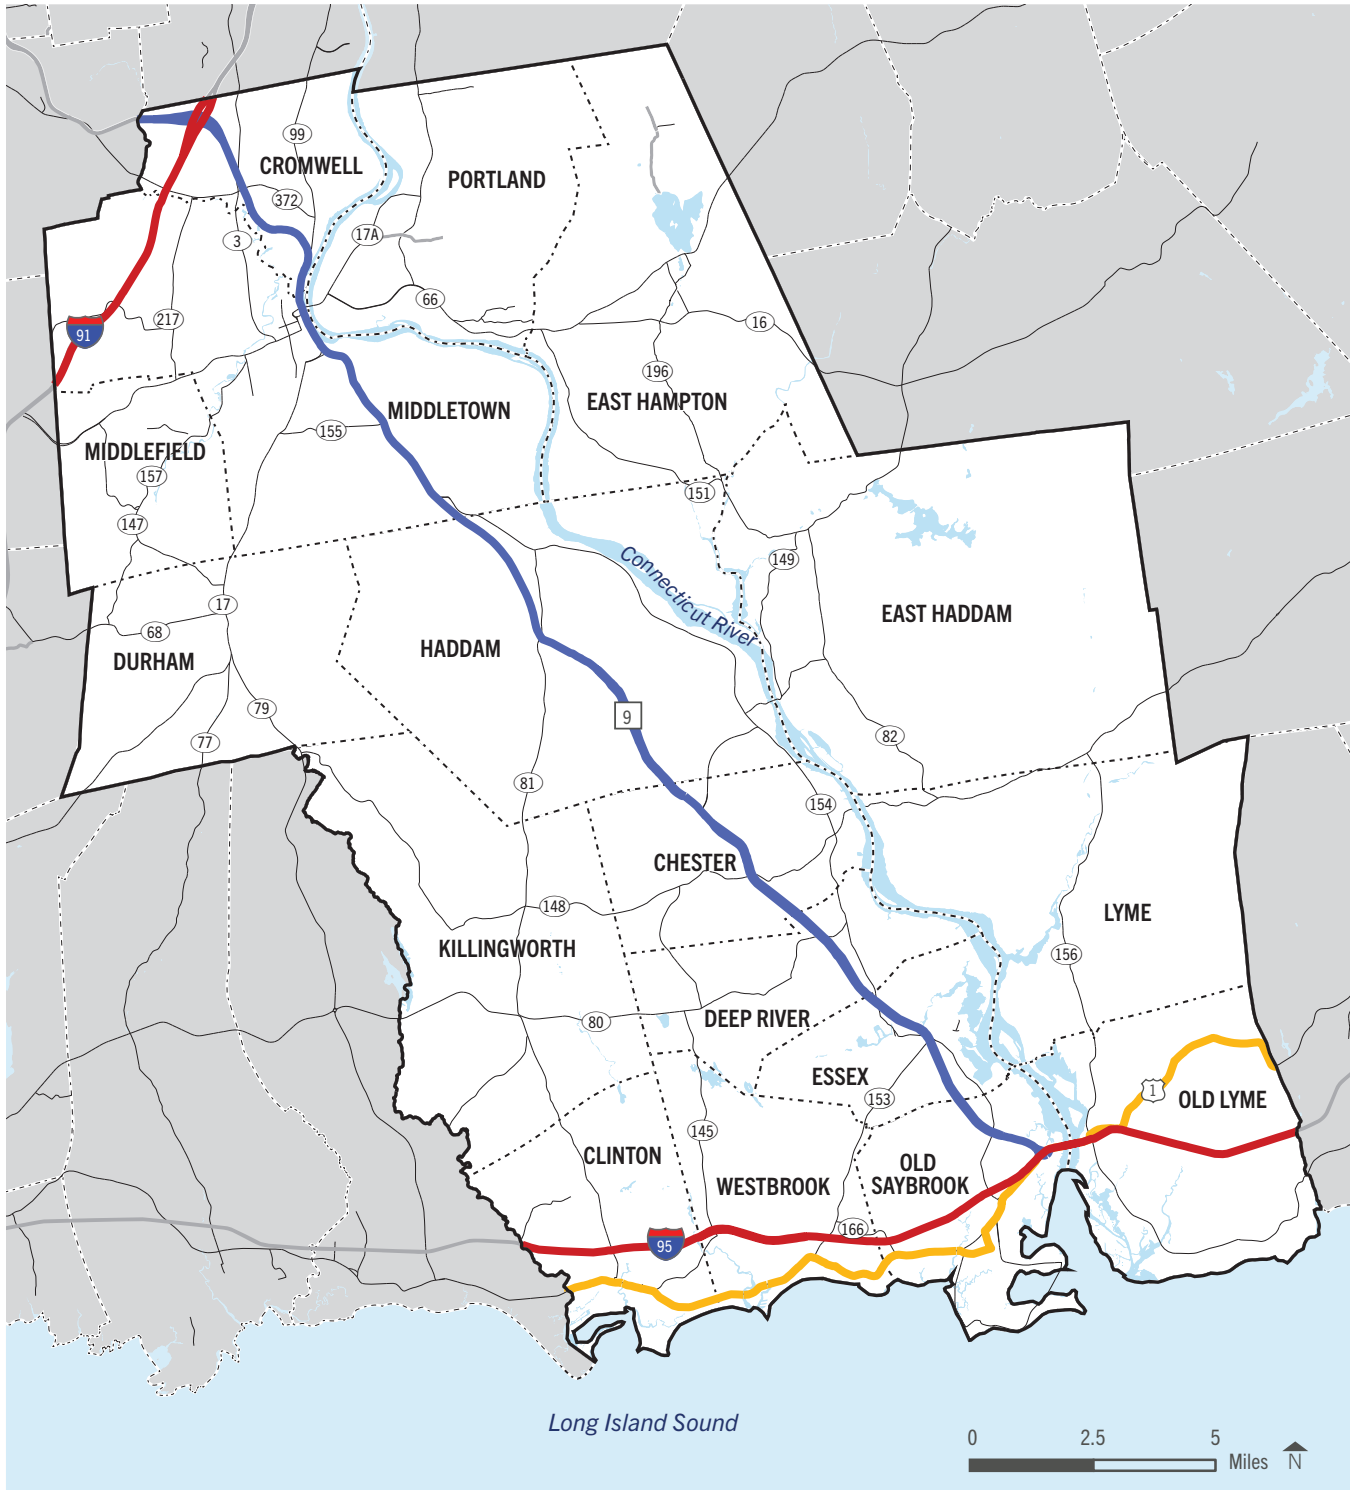 99
CROMWELL
PORTLAND
372
17A
3
66
217
16
91
196
EAST HAMPTON
MIDDLETOWN
155
MIDDLEFIELD
157
151
147
Connecticut River
149
17
EAST HADDAM
68
HADDAM
DURHAM
79
9
82
77
81
154
CHESTER
148
LYME
KILLINGWORTH
156
DEEP RIVER
80
ESSEX
1
153
OLD LYME
145
CLINTON
OLD
SAYBROOK
WESTBROOK
166
95
Long Island Sound
0
2.5
5
Miles
N